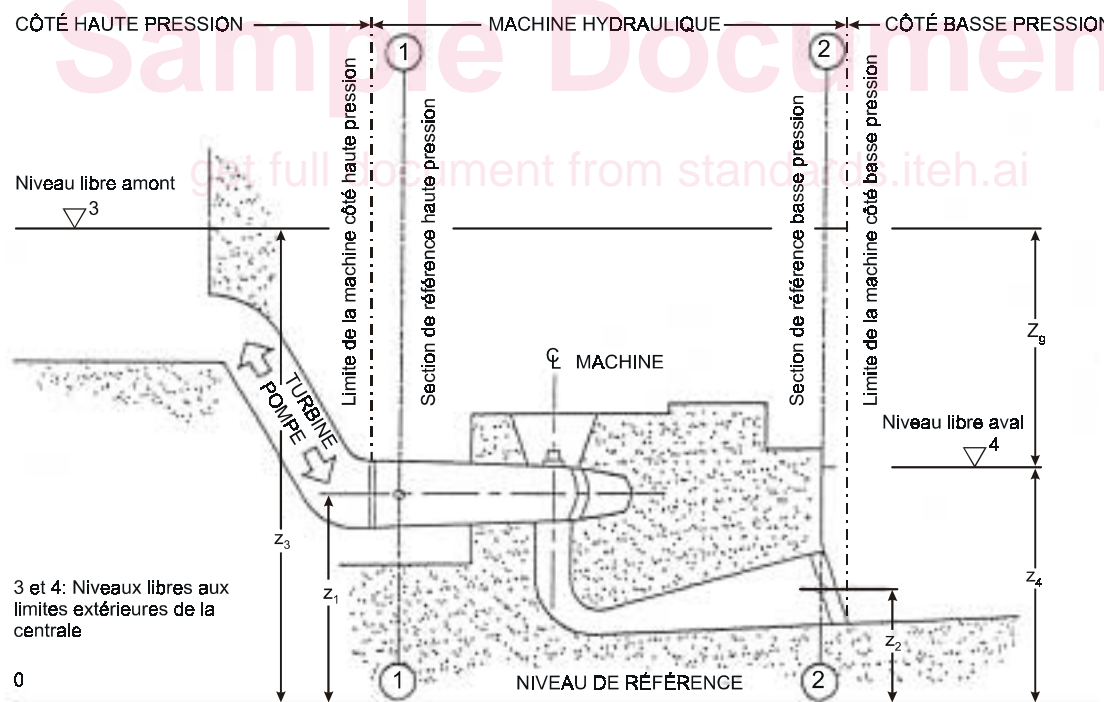 CÔTÉ HAUTE PRESSION
MACHINE HYDRAULIQUE
CÔTÉ BASSE PRESSION
Sample Documen
get full document from standards.iteh.ai
1
2
Limite de la machine côté haute pression
Section de référence haute pression
Section de référence basse pression
Limite de la machine côté basse pression
Niveau libre amont
3
Zg
℄ MACHINE
TURBINE
POMPE
Niveau libre aval
4
z3
z1
z4
z2
3 et 4: Niveaux libres aux
limites extérieures de la
centrale
0
1
NIVEAU DE RÉFÉRENCE
2